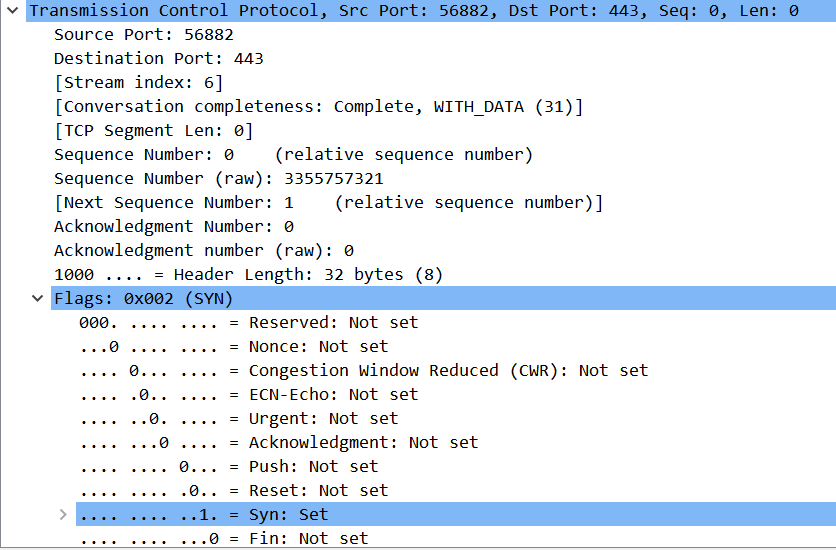 Transmission Control Protocol, Src Port: 56882, Dst Port: 443, Seq: 0, Len: 0
Source Port: 56882
Destination Port: 443
[Stream index: 6]
[Conversation completeness: Complete, WITH_DATA (31)]
[TCP Segment Len: 0]
Sequence Number: 0    (relative sequence number)
Sequence Number (raw): 3355757321
[Next Sequence Number: 1    (relative sequence number)]
Acknowledgment Number: 0
Acknowledgment number (raw): 0
1000 .... = Header Length: 32 bytes (8)
Flags: 0x002 (SYN)
000. .... .... = Reserved: Not set
...0 .... .... = Nonce: Not set
.... 0... .... = Congestion Window Reduced (CWR): Not set
.... .0.. .... = ECN-Echo: Not set
.... ..0. .... = Urgent: Not set
.... ...0 .... = Acknowledgment: Not set
.... .... 0... = Push: Not set
.... .... .0.. = Reset: Not set
.... .... ..1. = Syn: Set
.... .... ...0 = Fin: Not set